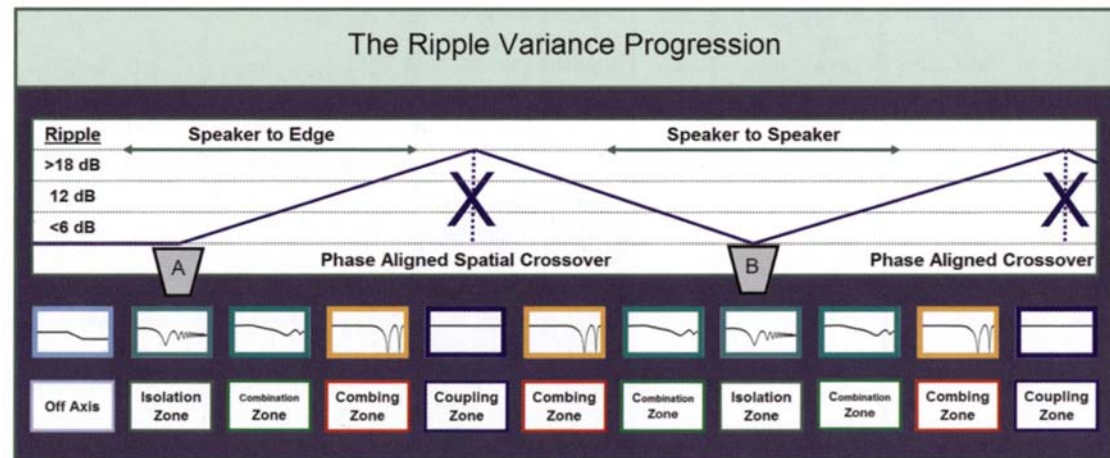 The Ripple Variance Progression
Ripple
Speaker to Edge
Speaker to Speaker
>18 dB
12 dB
X
X
<6 dB
A
Phase Aligned Spatial Crossover
B
Phase Aligned Crossover
Off Axis
Isolation
Zone
Combination
Zone
Combing
Zone
Coupling
Zone
Combing
Zone
Combination
Zone
Isolation
Zone
Combination
Zone
Combing
Zone
Coupling
Zone